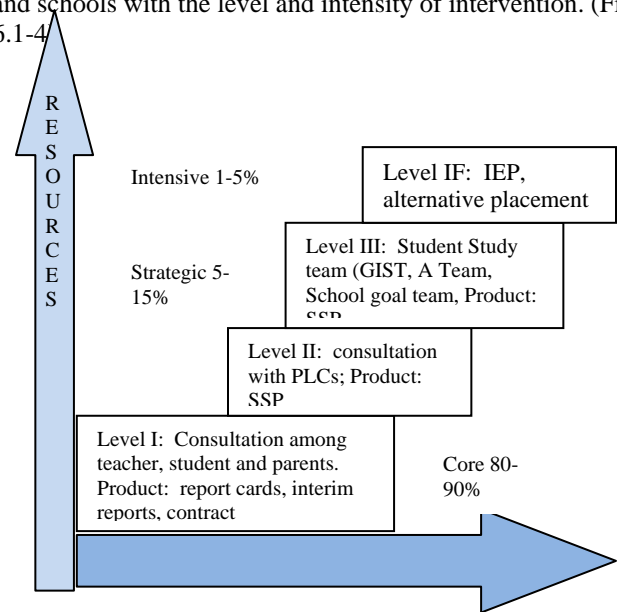 and schools with the level and intensity of intervention. (Fi
6.1-4
R
E
S
O
U
R
C
E
S
Intensive 1-5%
Level IF: IEP,
alternative placement
Strategic 5-
15%
Level III: Student Study
team (GIST, A Team,
School goal team, Product:
SSP
Level II: consultation
with PLCs; Product:
SSP
Level I: Consultation among
teacher, student and parents.
Product: report cards, interim
reports, contract
Core 80-
90%